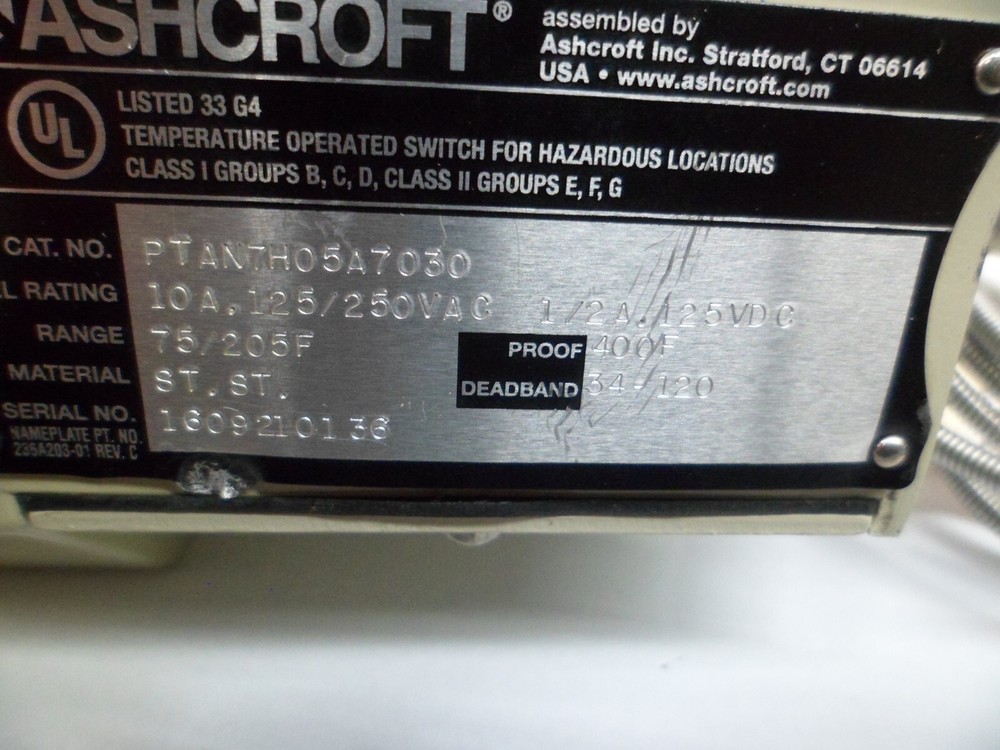 ASHCROFT®
assembled by
Ashcroft Inc. Stratford, CT 06614
USA • www.ashcroft.com
UL
LISTED 33 G4
TEMPERATURE OPERATED SWITCH FOR HAZARDOUS LOCATIONS
CLASS I GROUPS B, C, D, CLASS II GROUPS E, F, G
CAT. NO. PTAN7H05A7030
L RATING 10A,125/250VAC 1/2A,125VDC
RANGE 75/205F PROOF 400F
MATERIAL ST.ST. DEADBAND 34-120
SERIAL NO. 1609210136
NAMEPLATE PT. NO.
235A203-01 REV. C